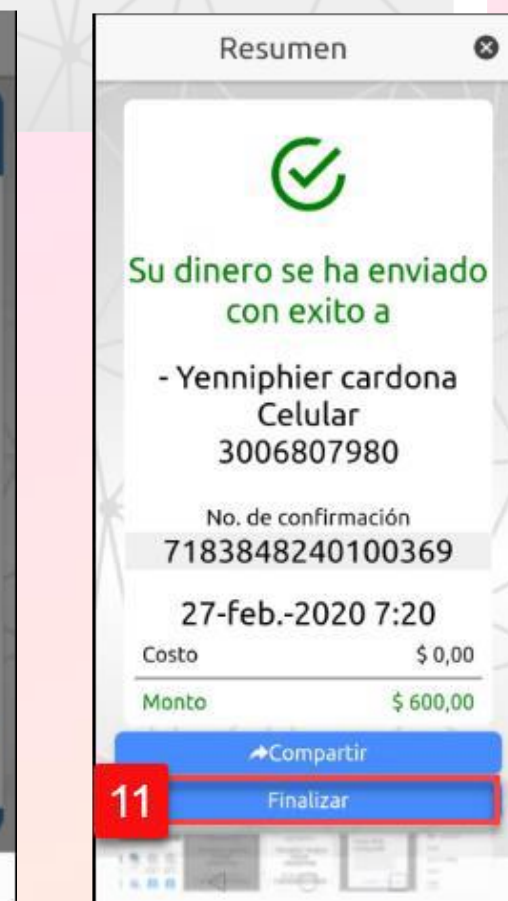 Resumen
Su dinero se ha enviado
con exito a
- Yenniphier cardona
Celular
3006807980
No. de confirmación
7183848240100369
27-feb.-2020 7:20
Costo $ 0,00
Monto $ 600,00
Compartir
11 Finalizar